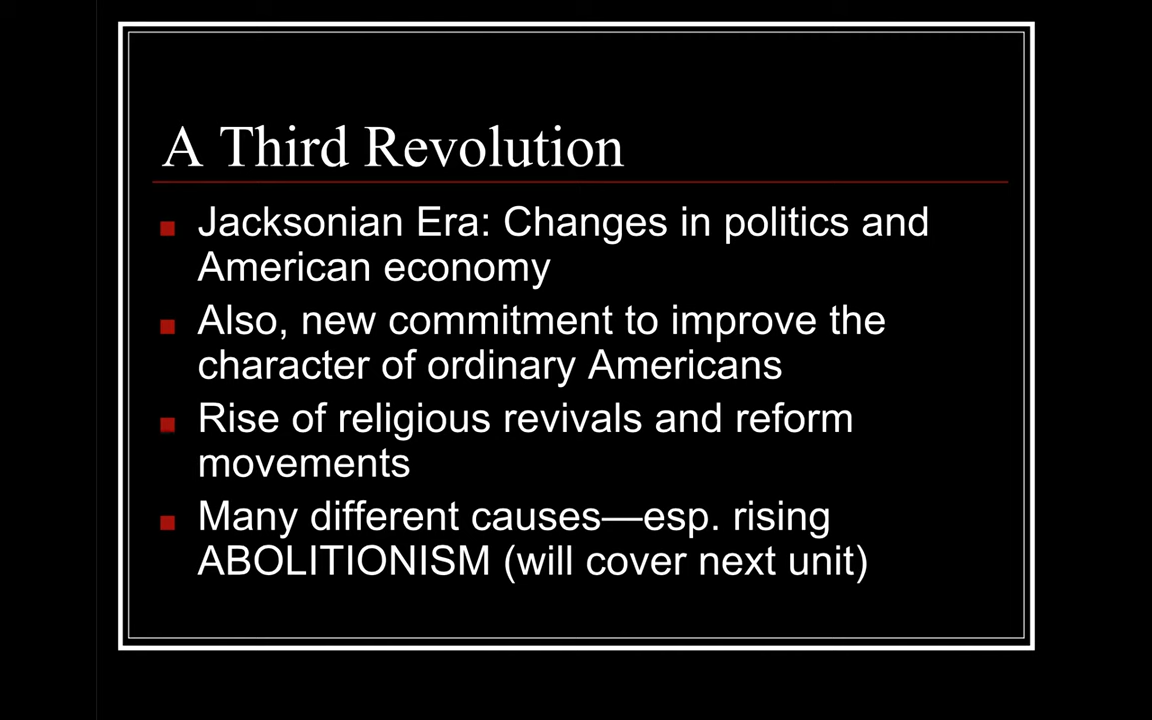 A Third Revolution
Jacksonian Era: Changes in politics and
American economy
Also, new commitment to improve the
character of ordinary Americans
Rise of religious revivals and reform
movements
Many different causes—esp. rising
ABOLITIONISM (will cover next unit)